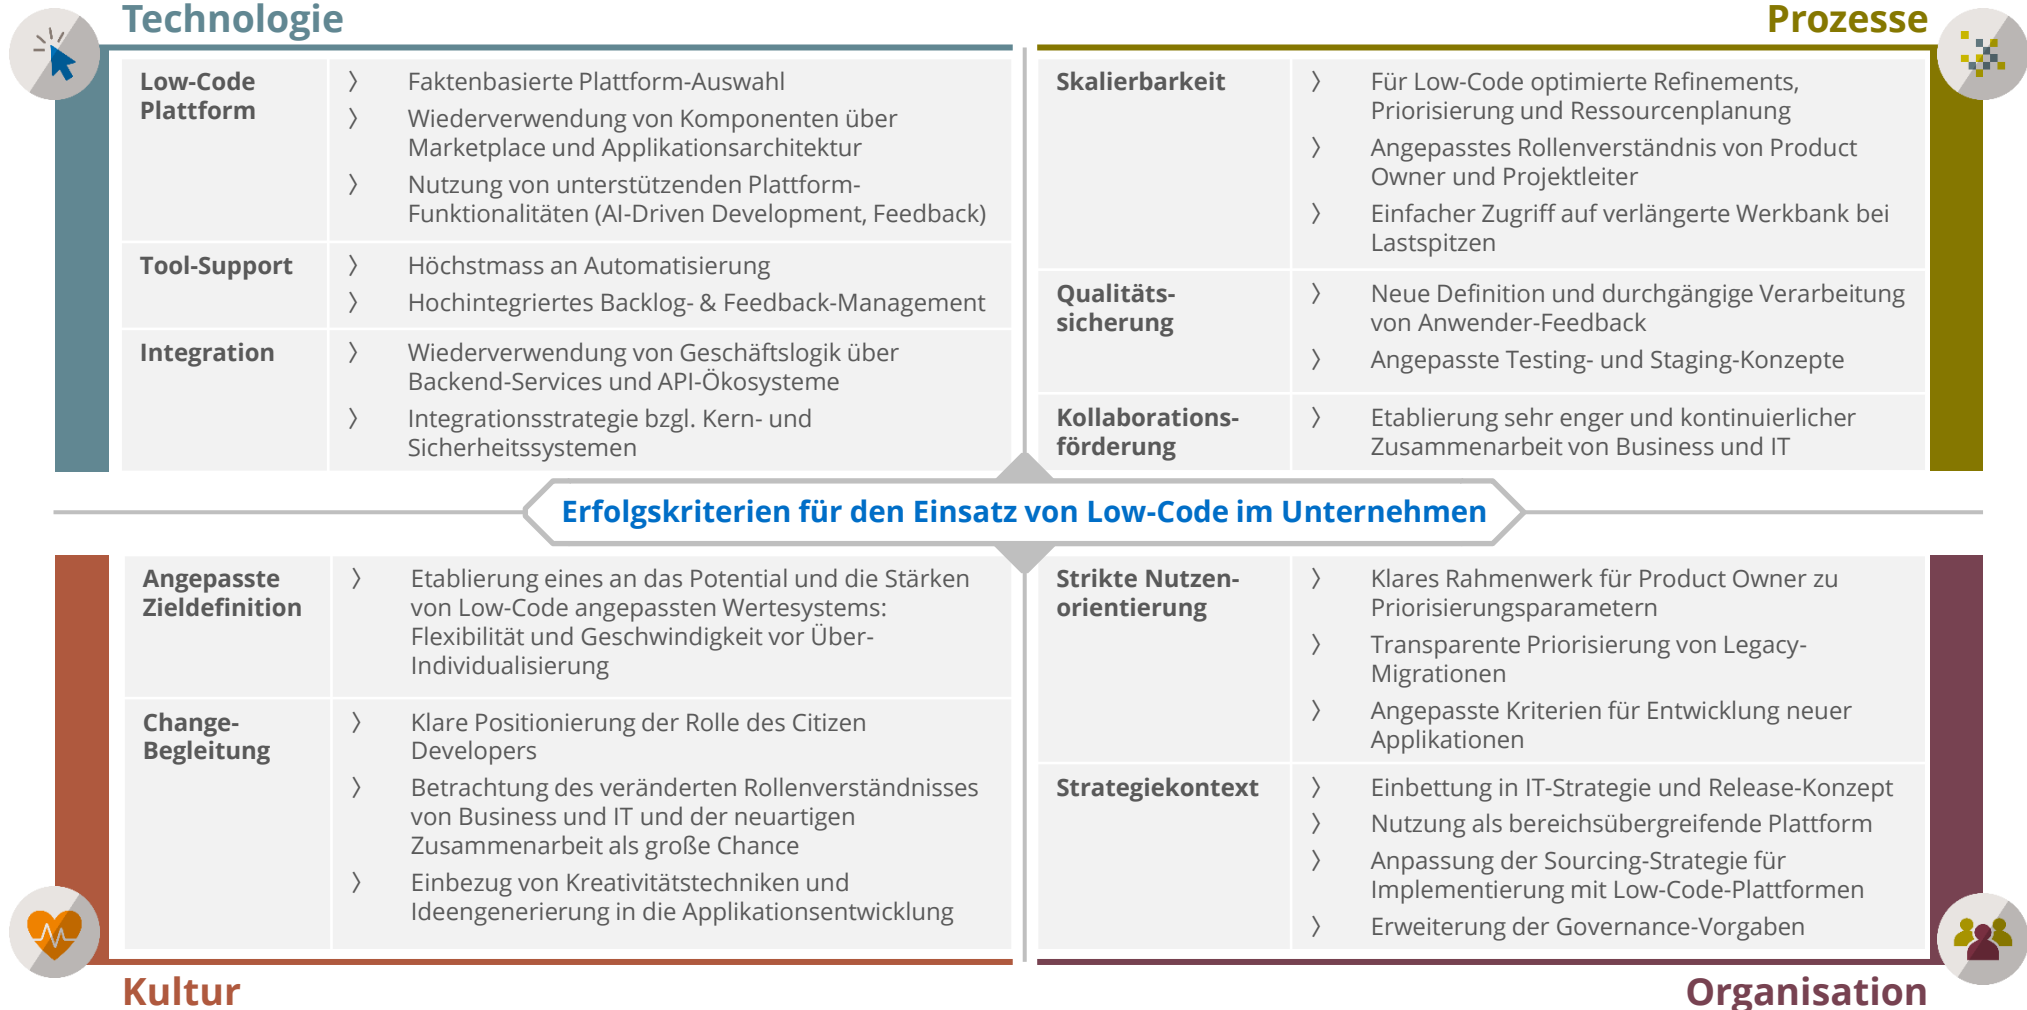 Technologie
Low-Code
Plattform
〉 Faktenbasierte Plattform-Auswahl
〉 Wiederverwendung von Komponenten über
Marketplace und Applikationsarchitektur
〉 Nutzung von unterstützenden Plattform-
Funktionalitäten (AI-Driven Development, Feedback)
Tool-Support
〉 Höchstmass an Automatisierung
〉 Hochintegriertes Backlog- & Feedback-Management
Integration
〉 Wiederverwendung von Geschäftslogik über
Backend-Services und API-Ökosysteme
〉 Integrationsstrategie bzgl. Kern- und
Sicherheitssystemen
Prozesse
Skalierbarkeit
〉 Für Low-Code optimierte Refinements,
Priorisierung und Ressourcenplanung
〉 Angepasstes Rollenverständnis von Product
Owner und Projektleiter
〉 Einfacher Zugriff auf verlängerte Werkbank bei
Lastspitzen
Qualitäts-
sicherung
〉 Neue Definition und durchgängige Verarbeitung
von Anwender-Feedback
〉 Angepasste Testing- und Staging-Konzepte
Kollaborations-
förderung
〉 Etablierung sehr enger und kontinuierlicher
Zusammenarbeit von Business und IT
Erfolgskriterien für den Einsatz von Low-Code im Unternehmen
Angepasste
Zieldefinition
〉 Etablierung eines an das Potential und die Stärken
von Low-Code angepassten Wertesystems:
Flexibilität und Geschwindigkeit vor Über-
Individualisierung
Change-
Begleitung
〉 Klare Positionierung der Rolle des Citizen
Developers
〉 Betrachtung des veränderten Rollenverständnisses
von Business und IT und der neuartigen
Zusammenarbeit als große Chance
〉 Einbezug von Kreativitätstechniken und
Ideengenerierung in die Applikationsentwicklung
Kultur
Strikte Nutzen-
orientierung
〉 Klares Rahmenwerk für Product Owner zu
Priorisierungsparametern
〉 Transparente Priorisierung von Legacy-
Migrationen
〉 Angepasste Kriterien für Entwicklung neuer
Applikationen
Strategiekontext
〉 Einbettung in IT-Strategie und Release-Konzept
〉 Nutzung als bereichsübergreifende Plattform
〉 Anpassung der Sourcing-Strategie für
Implementierung mit Low-Code-Plattformen
〉 Erweiterung der Governance-Vorgaben
Organisation